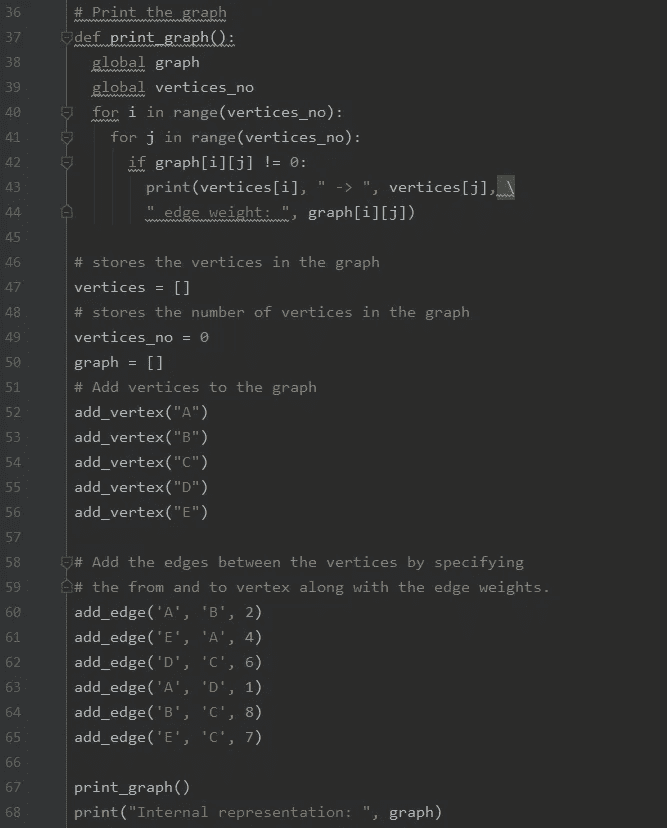 36 # Print the graph
37 def print_graph():
38 global graph
39 global vertices_no
40 for i in range(vertices_no):
41 for j in range(vertices_no):
42 if graph[i][j] != 0:
43 print(vertices[i], " -> ", vertices[j], \
44 " edge weight: ", graph[i][j])
45
46 # stores the vertices in the graph
47 vertices = []
48 # stores the number of vertices in the graph
49 vertices_no = 0
50 graph = []
51 # Add vertices to the graph
52 add_vertex("A")
53 add_vertex("B")
54 add_vertex("C")
55 add_vertex("D")
56 add_vertex("E")
57
58 # Add the edges between the vertices by specifying
59 # the from and to vertex along with the edge weights.
60 add_edge('A', 'B', 2)
61 add_edge('E', 'A', 4)
62 add_edge('D', 'C', 6)
63 add_edge('A', 'D', 1)
64 add_edge('B', 'C', 8)
65 add_edge('E', 'C', 7)
66
67 print_graph()
68 print("Internal representation: ", graph)